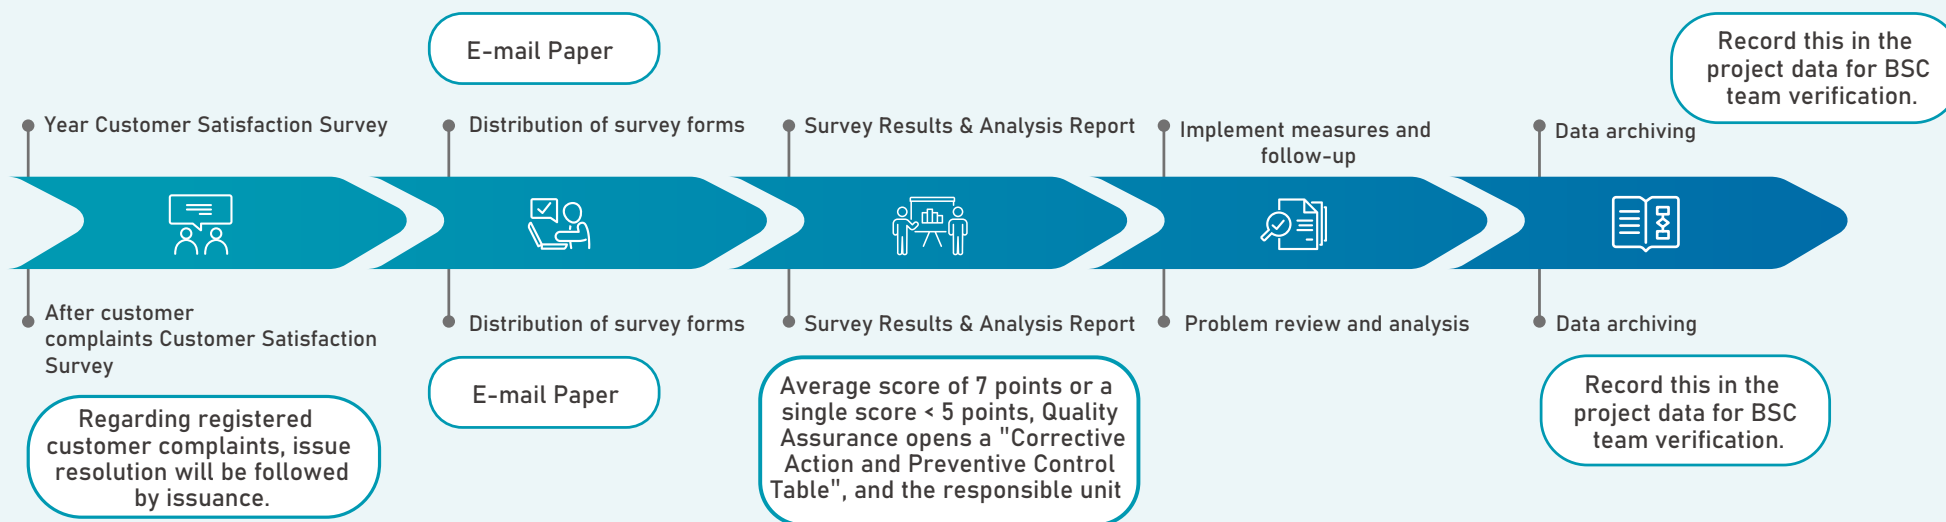 E-mail Paper
Record this in the
project data for BSC
team verification.
Year Customer Satisfaction Survey
Distribution of survey forms
Survey Results & Analysis Report
Implement measures and
follow-up
Data archiving
After customer
complaints Customer Satisfaction
Survey
Distribution of survey forms
Survey Results & Analysis Report
Problem review and analysis
Data archiving
Regarding registered
customer complaints, issue
resolution will be followed
by issuance.
E-mail Paper
Average score of 7 points or a
single score < 5 points, Quality
Assurance opens a "Corrective
Action and Preventive Control
Table", and the responsible unit
Record this in the
project data for BSC
team verification.